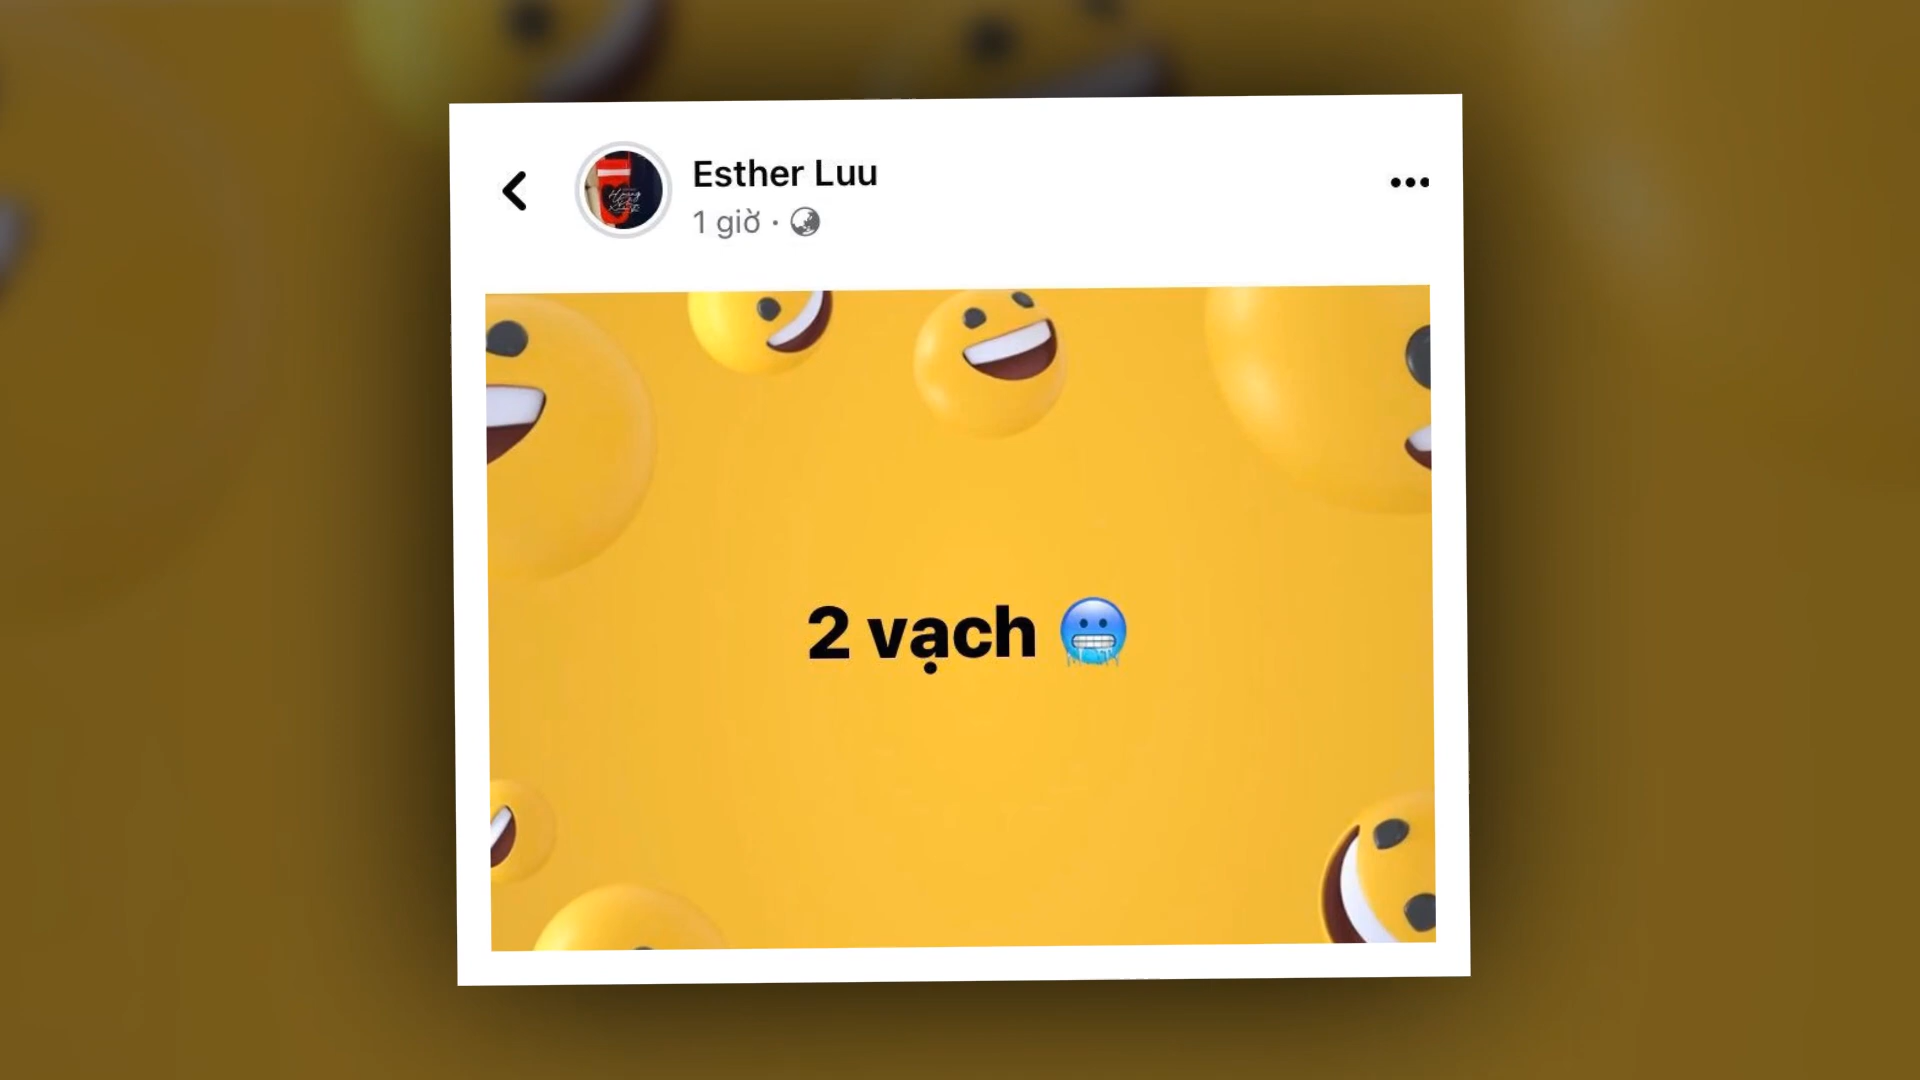 Esther Luu
1 giờ ·
2 vạch 🥶